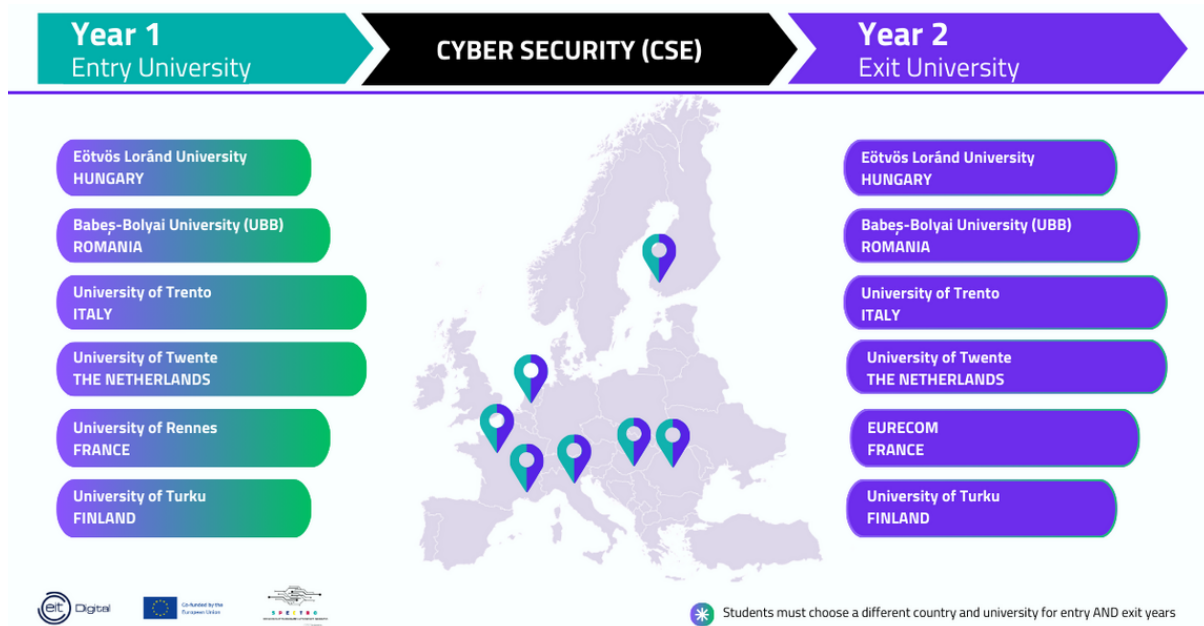 Year 1
Entry University
CYBER SECURITY (CSE)
Year 2
Exit University
Eötvös Loránd University
HUNGARY
Babeș-Bolyai University (UBB)
ROMANIA
University of Trento
ITALY
University of Twente
THE NETHERLANDS
University of Rennes
FRANCE
University of Turku
FINLAND
Eötvös Loránd University
HUNGARY
Babeș-Bolyai University (UBB)
ROMANIA
University of Trento
ITALY
University of Twente
THE NETHERLANDS
EURECOM
FRANCE
University of Turku
FINLAND
eit Digital
Co-funded by the
European Union
SPECTRO
Students must choose a different country and university for entry AND exit years